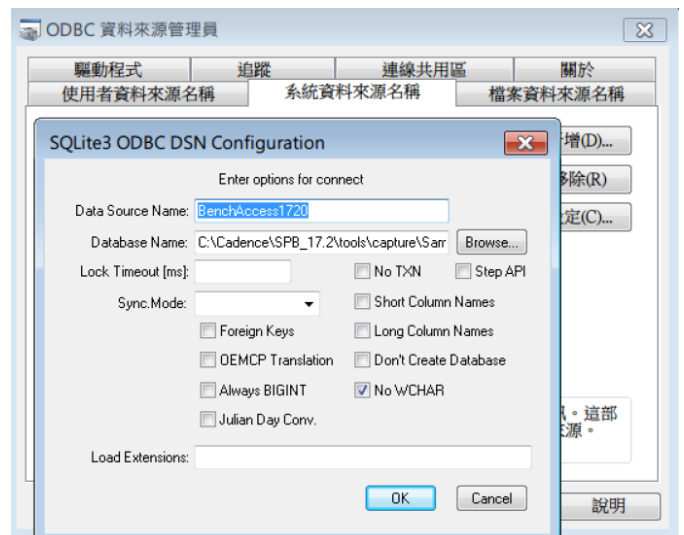 ODBC 資料來源管理員
驅動程式 追蹤 連線共用區 關於
使用者資料來源名稱 系統資料來源名稱 檔案資料來源名稱
增(D)...
移除(R)
定(C)...
SQLite3 ODBC DSN Configuration
Enter options for connect
Data Source Name: BenchAccess1720
Database Name: C:\Cadence\SPB_17.2\tools\capture\Sam Browse...
Lock Timeout [ms]: No TXN Step API
Sync.Mode: Short Column Names
Foreign Keys Long Column Names
OEMCP Translation Don't Create Database
Always BIGINT No WCHAR
Julian Day Conv.
。這部
源。
Load Extensions:
OK Cancel
說明